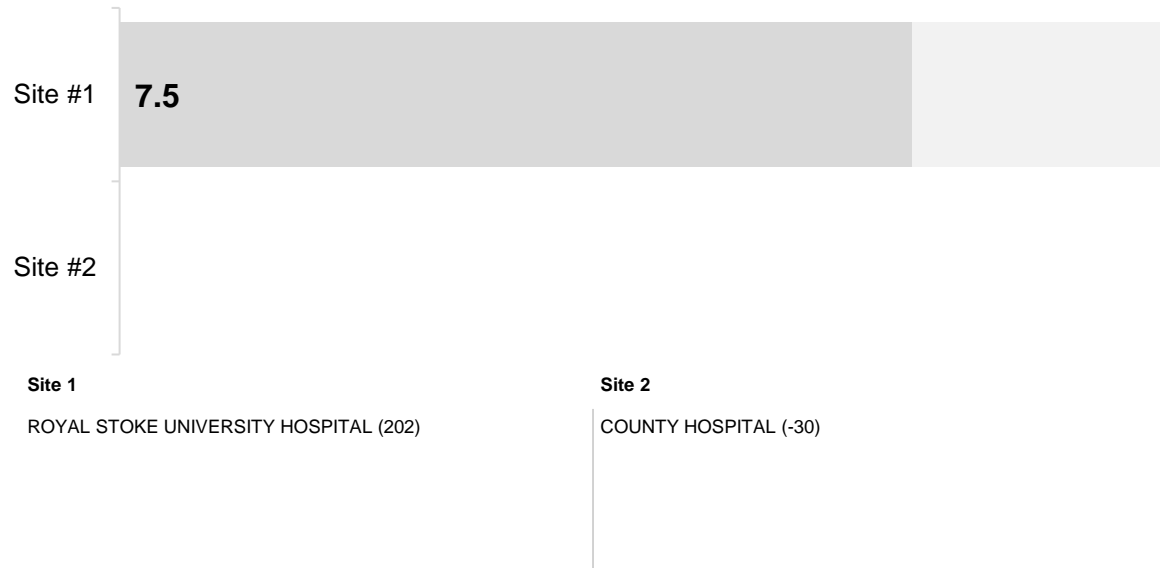 Site #1
7.5
Site #2
Site 1
Site 2
ROYAL STOKE UNIVERSITY HOSPITAL (202)
COUNTY HOSPITAL (-30)